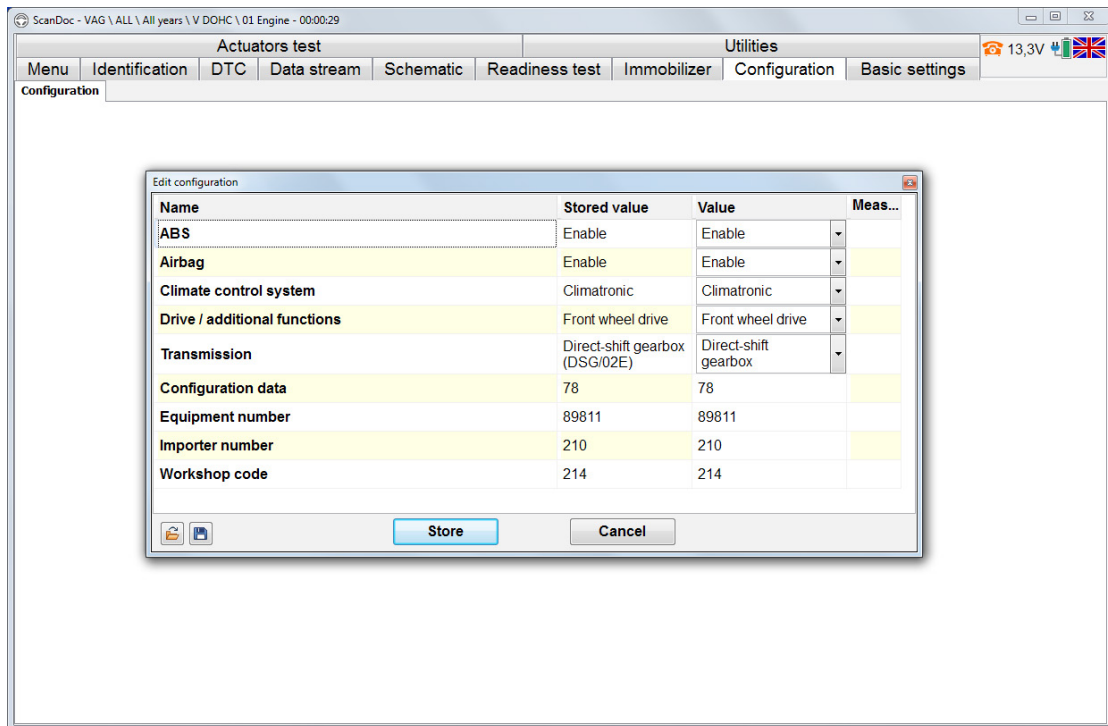 ScanDoc - VAG \ ALL \ All years \ V DOHC \ 01 Engine - 00:00:29
Actuators test Utilities
13,3V
Menu Identification DTC Data stream Schematic Readiness test Immobilizer Configuration Basic settings
Configuration
Edit configuration
Name Stored value Value Meas...
ABS Enable Enable
Airbag Enable Enable
Climate control system Climatronic Climatronic
Drive / additional functions Front wheel drive Front wheel drive
Transmission Direct-shift gearbox (DSG/02E) Direct-shift gearbox
Configuration data 78 78
Equipment number 89811 89811
Importer number 210 210
Workshop code 214 214
Store Cancel